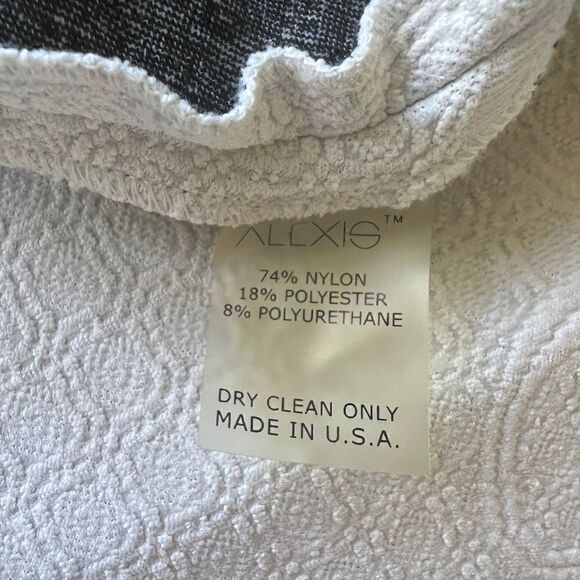 ALEXIS™
74% NYLON
18% POLYESTER
8% POLYURETHANE
DRY CLEAN ONLY
MADE IN U.S.A.